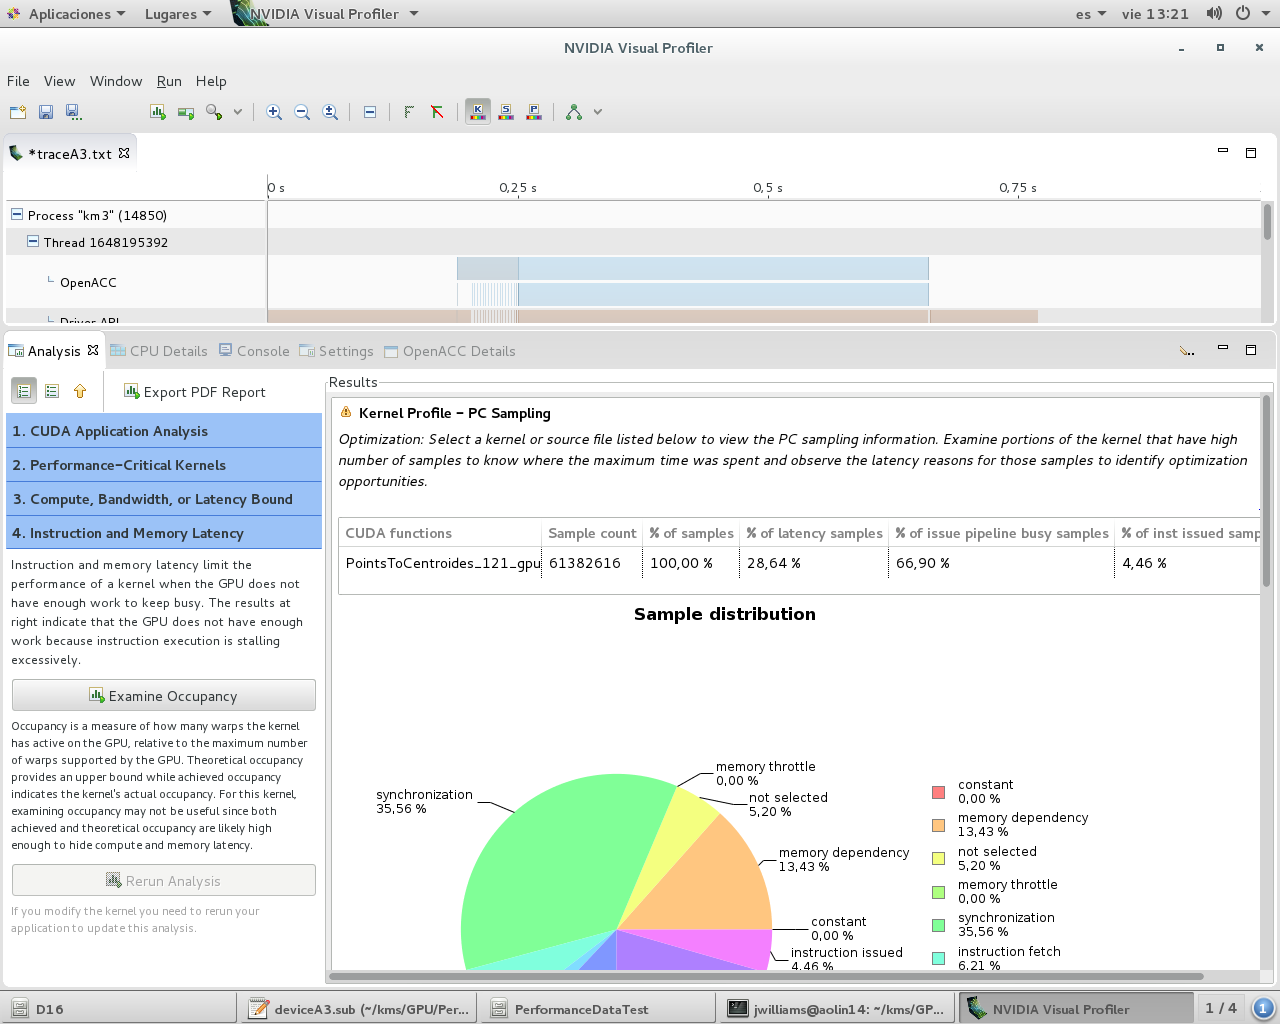 Aplicaciones Lugares NVIDIA Visual Profiler es vie 13:21
NVIDIA Visual Profiler
File View Window Run Help
*traceA3.txt
0 s 0,25 s 0,5 s 0,75 s
Process "km3" (14850)
Thread 1648195392
OpenACC
Driver API
Analysis CPU Details Console Settings OpenACC Details
Export PDF Report
1. CUDA Application Analysis
2. Performance-Critical Kernels
3. Compute, Bandwidth, or Latency Bound
4. Instruction and Memory Latency
Instruction and memory latency limit the
performance of a kernel when the GPU does not
have enough work to keep busy. The results at
right indicate that the GPU does not have enough
work because instruction execution is stalling
excessively.
Examine Occupancy
Occupancy is a measure of how many warps the kernel
has active on the GPU, relative to the maximum number
of warps supported by the GPU. Theoretical occupancy
provides an upper bound while achieved occupancy
indicates the kernel's actual occupancy. For this kernel,
examining occupancy may not be useful since both
achieved and theoretical occupancy are likely high
enough to hide compute and memory latency.
Rerun Analysis
If you modify the kernel you need to rerun your
application to update this analysis.
Results
Kernel Profile - PC Sampling
Optimization: Select a kernel or source file listed below to view the PC sampling information. Examine portions of the kernel that have high
number of samples to know where the maximum time was spent and observe the latency reasons for those samples to identify optimization
opportunities.
CUDA functions Sample count % of samples % of latency samples % of issue pipeline busy samples % of inst issued samp
PointsToCentroides_121_gpu 61382616 100,00 % 28,64 % 66,90 % 4,46 %
Sample distribution
memory throttle
0,00 %
synchronization
35,56 %
not selected
5,20 %
memory dependency
13,43 %
constant
0,00 %
instruction issued
4,46 %
constant
0,00 %
memory dependency
13,43 %
not selected
5,20 %
memory throttle
0,00 %
synchronization
35,56 %
instruction fetch
6,21 %
D16 deviceA3.sub (~/kms/GPU/Per... PerformanceDataTest jwilliams@aolin14: ~/kms/GP... NVIDIA Visual Profiler 1 / 4 1